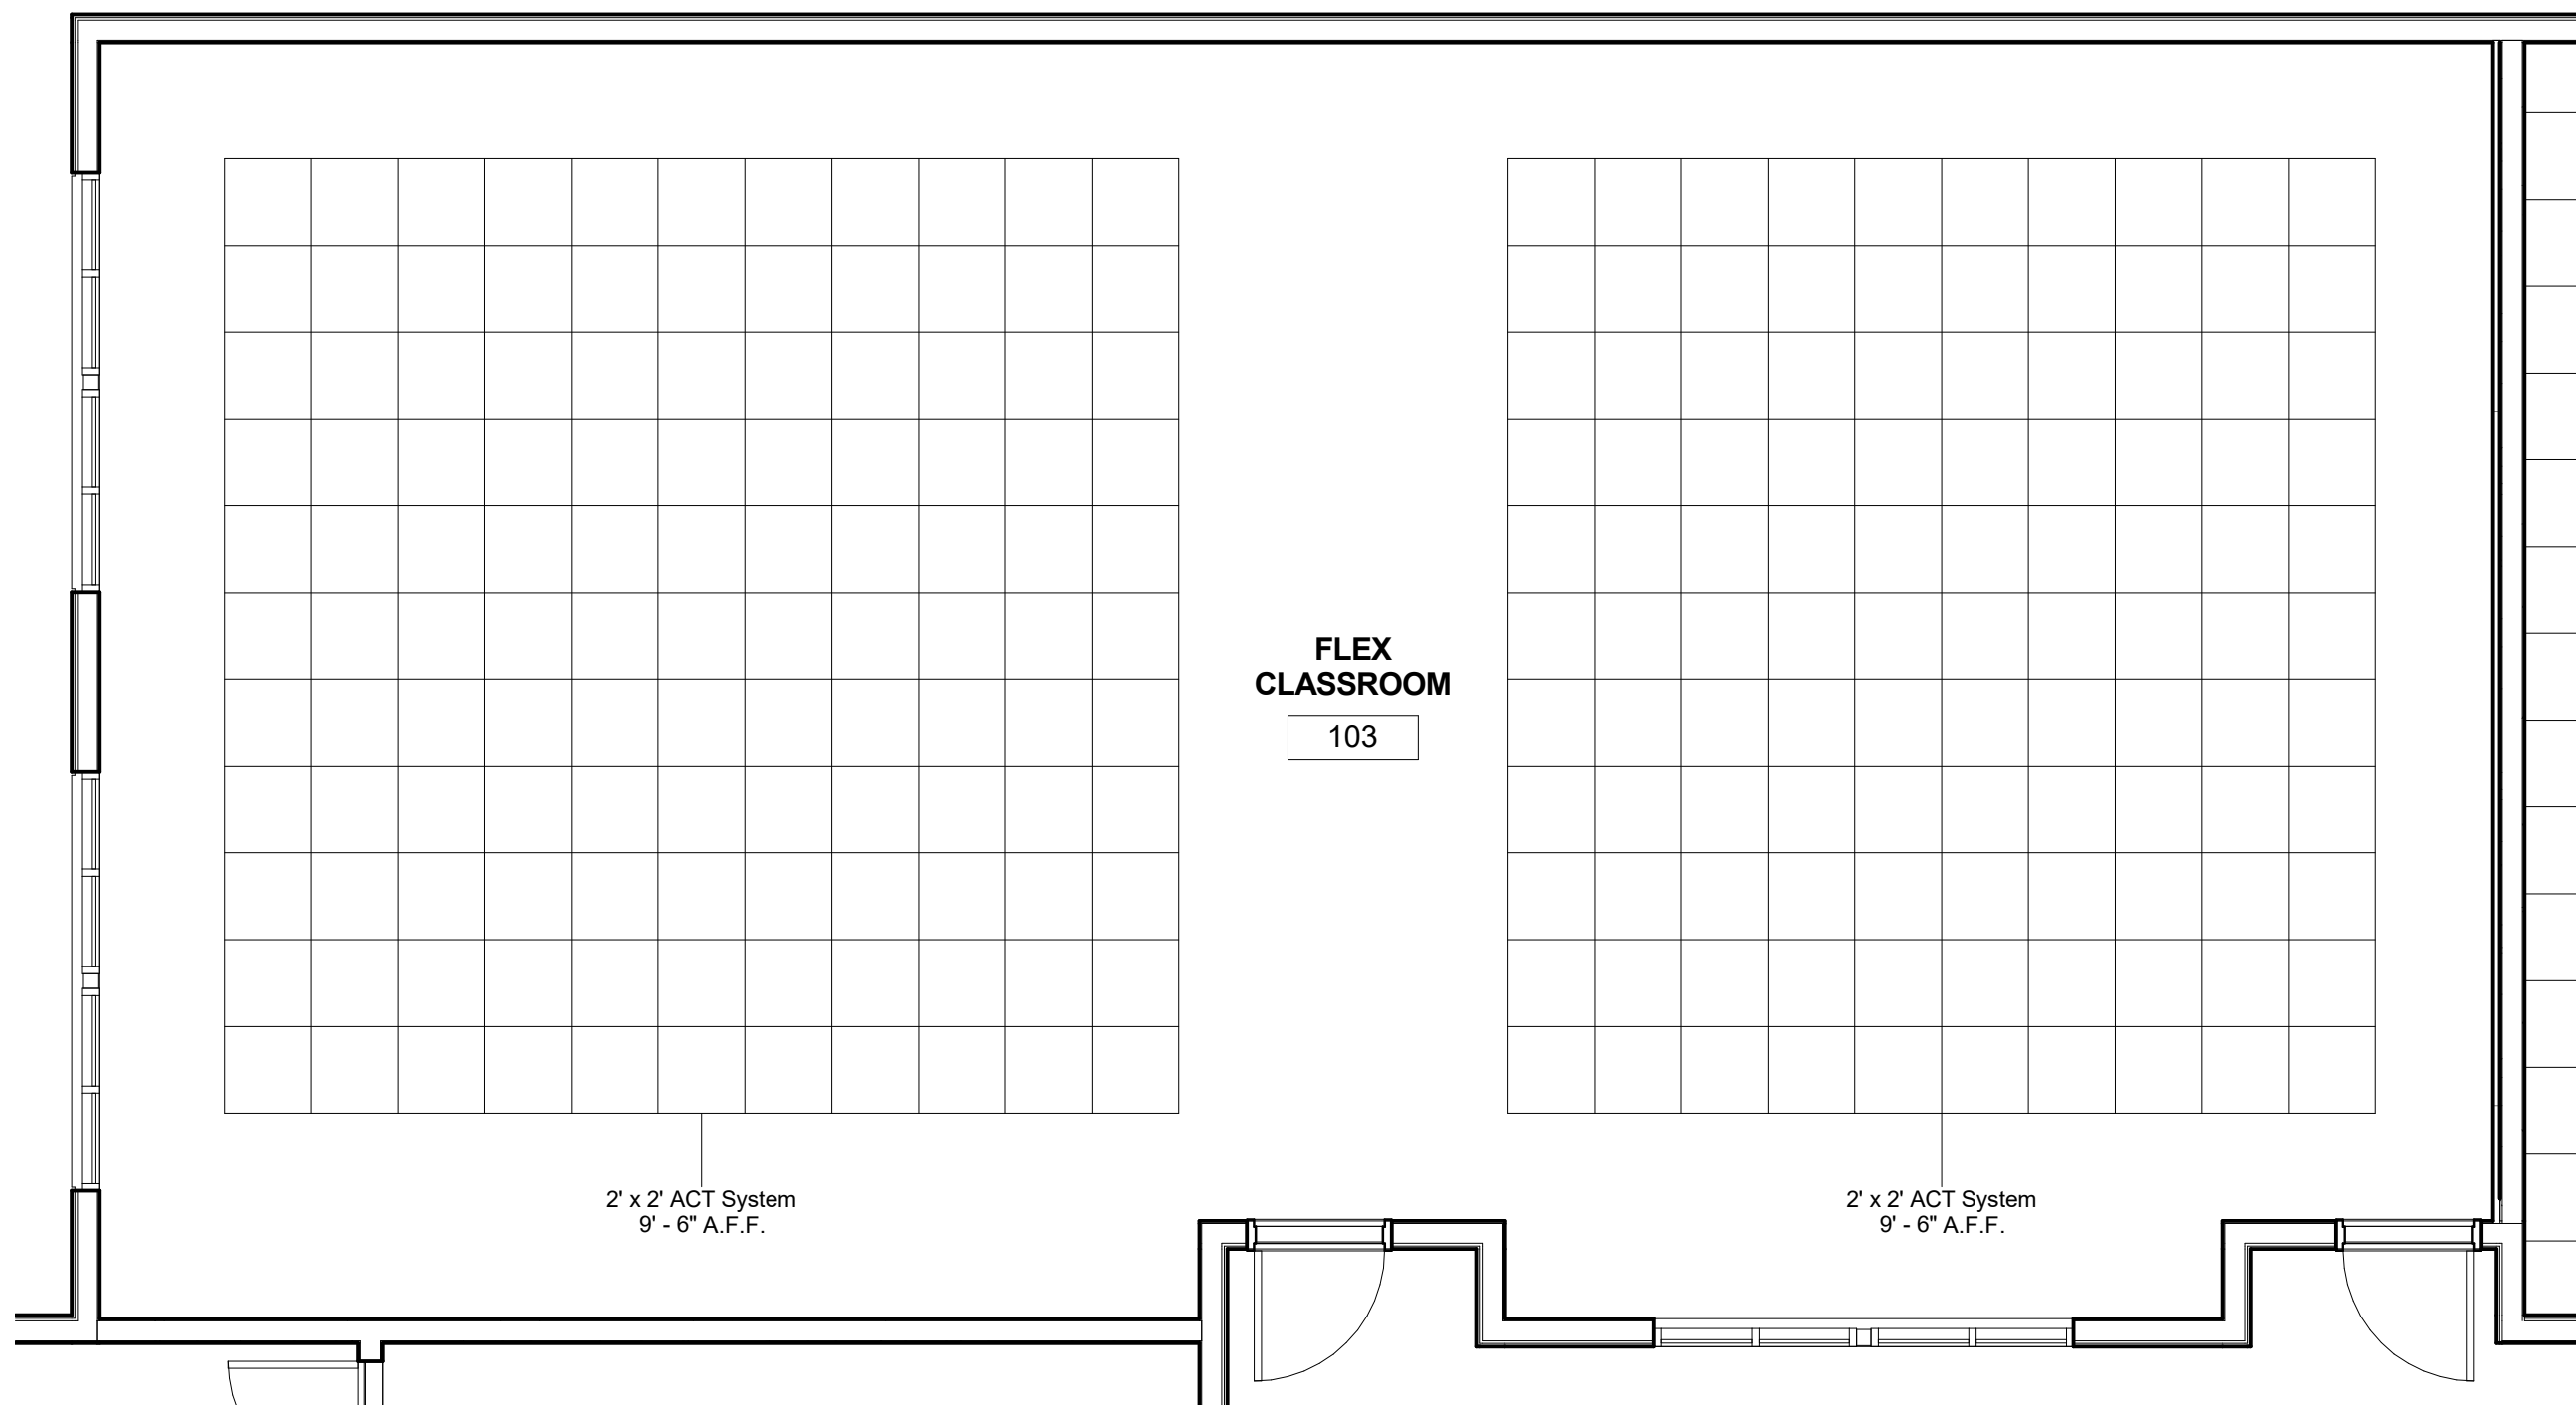 FLEX
CLASSROOM
103
2' x 2' ACT System
9' - 6" A.F.F.
2' x 2' ACT System
9' - 6" A.F.F.